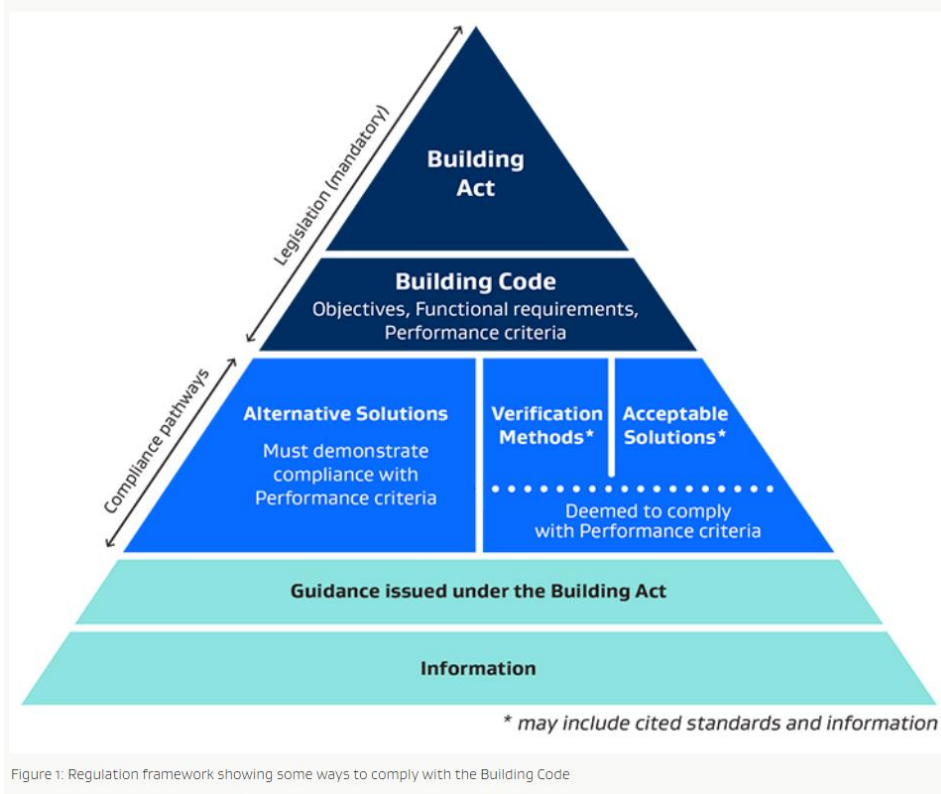 Legislation (mandatory)
Building
Act
Building Code
Objectives, Functional requirements,
Performance criteria
Compliance pathways
Alternative Solutions
Must demonstrate
compliance with
Performance criteria
Verification
Methods*
Acceptable
Solutions*
Deemed to comply
with Performance criteria
Guidance issued under the Building Act
Information
* may include cited standards and information
Figure 1: Regulation framework showing some ways to comply with the Building Code